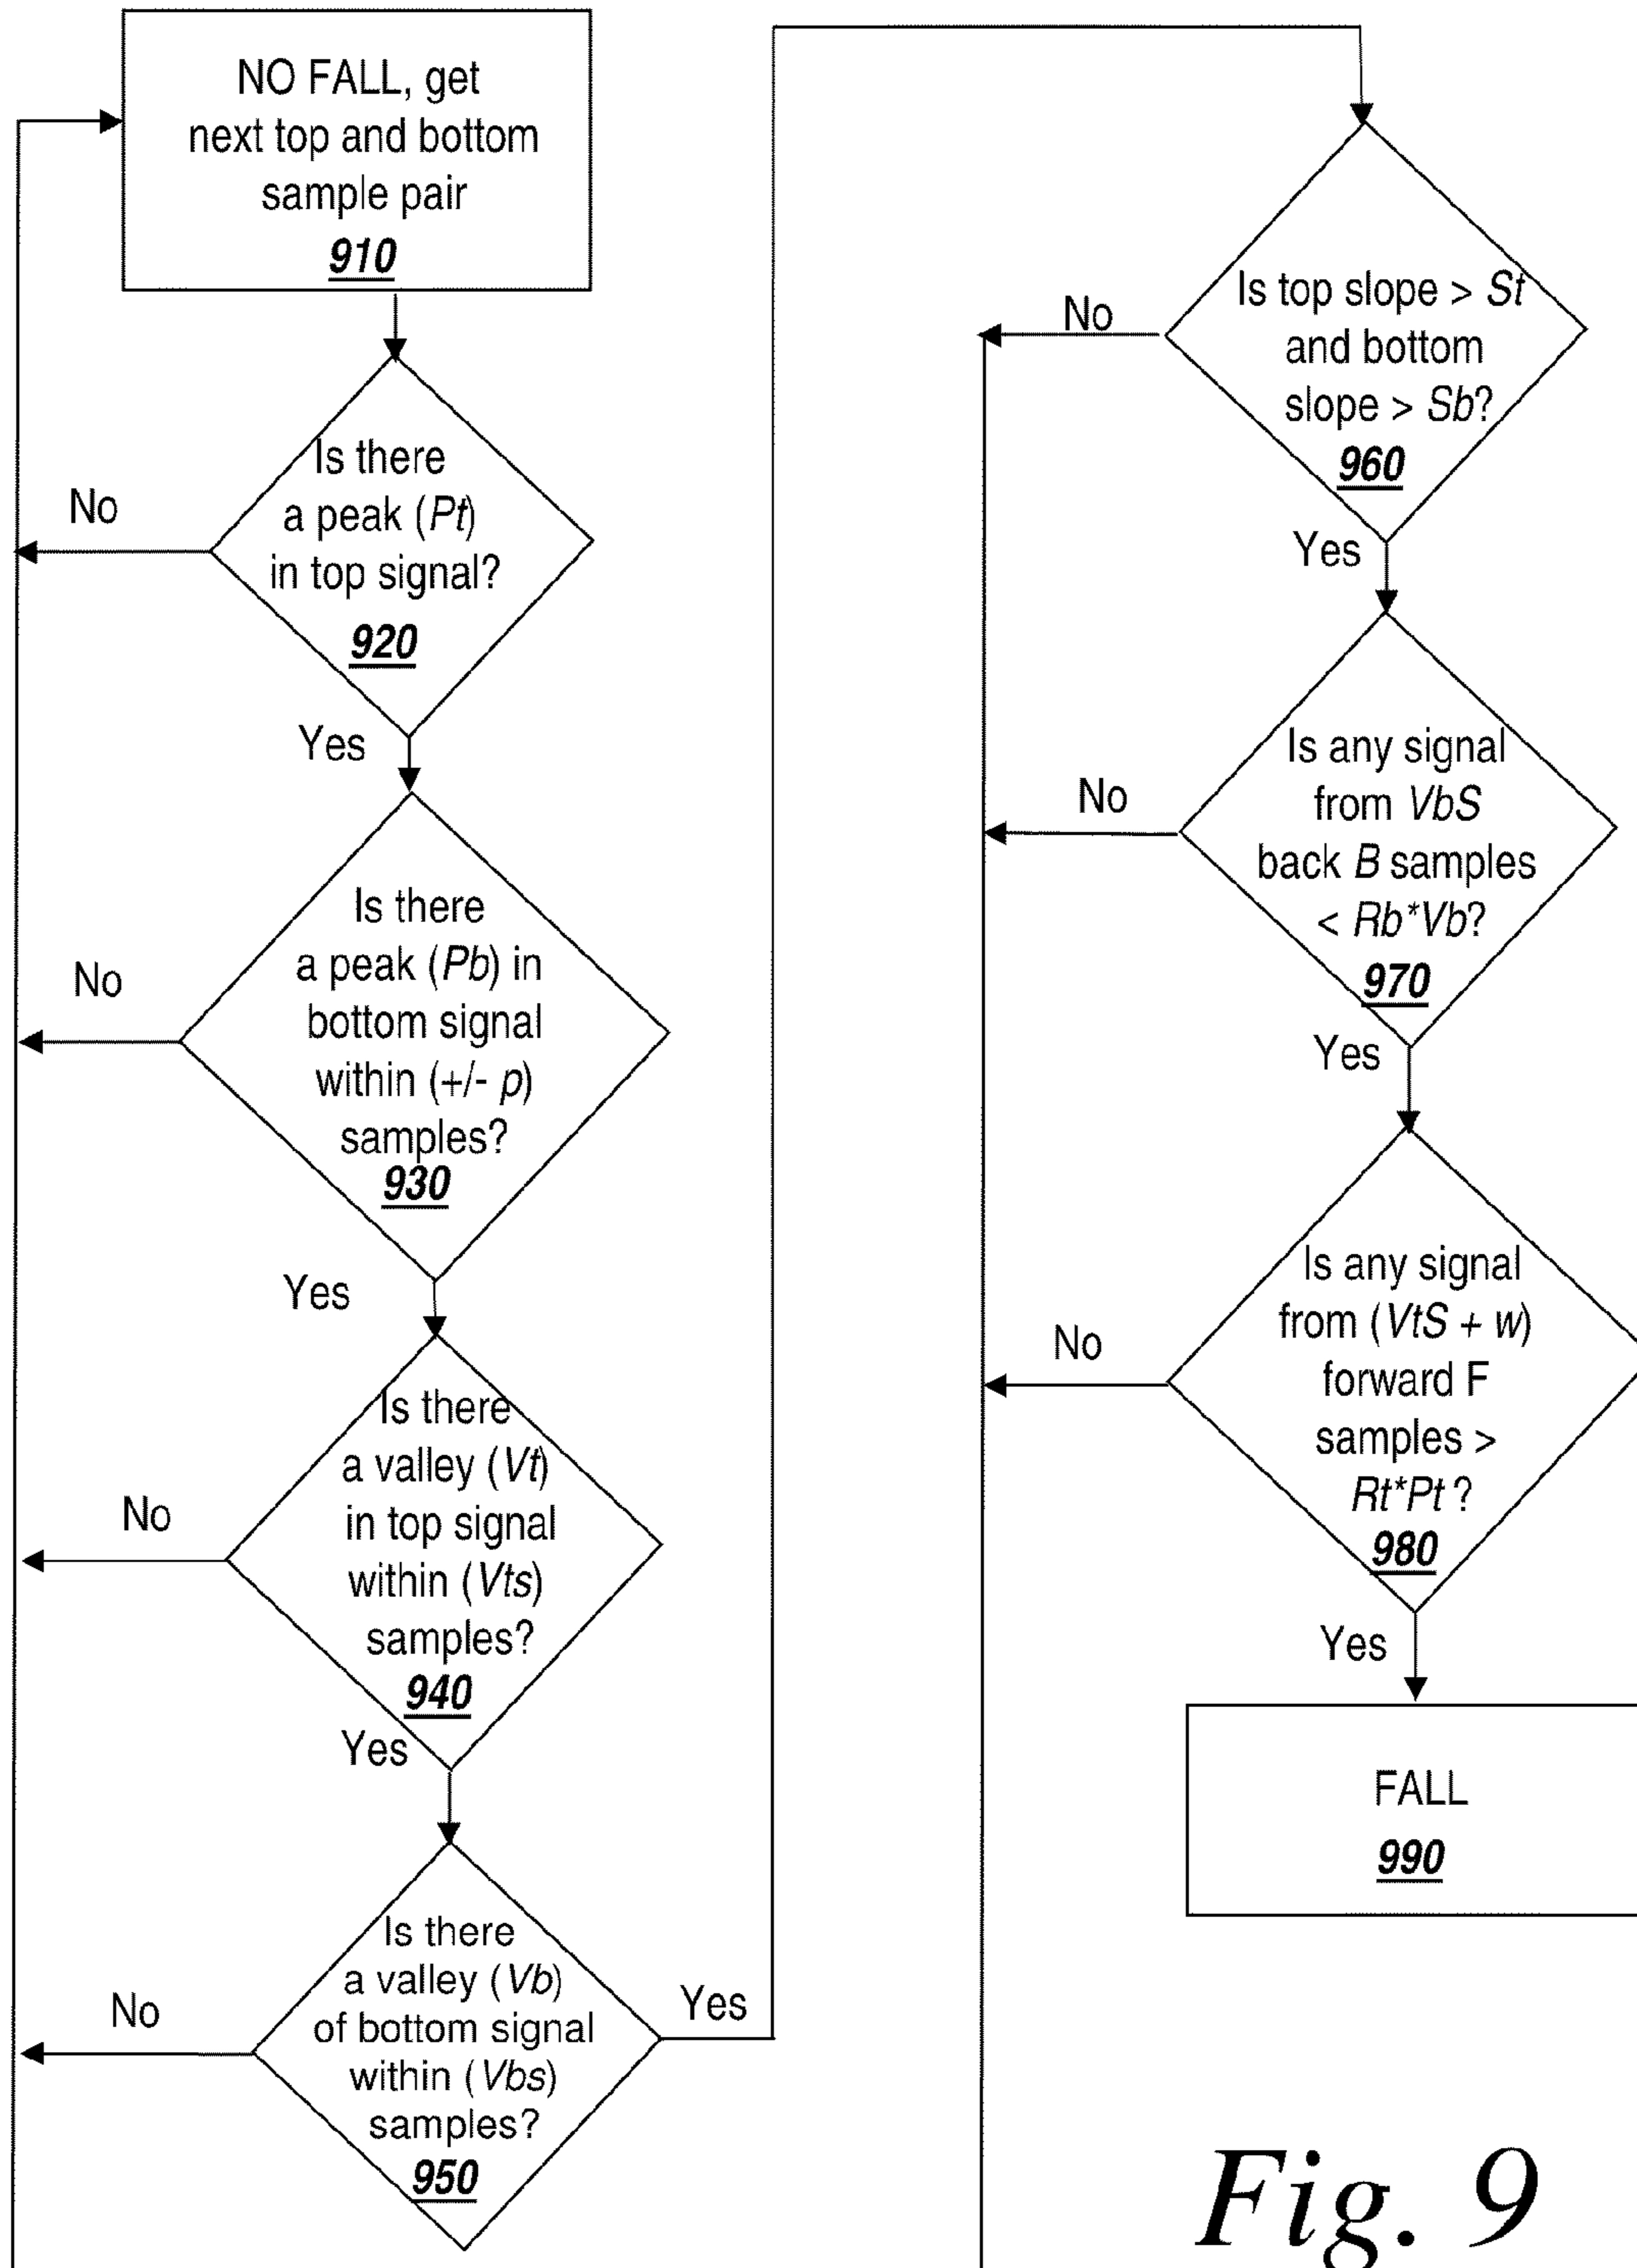 NO FALL, get
next top and bottom
sample pair
910
Is there
a peak (Pt)
in top signal?
920
No
Yes
Is there
a peak (Pb) in
bottom signal
within (+/- p)
samples?
930
No
Yes
Is there
a valley (Vt)
in top signal
within (Vts)
samples?
940
No
Yes
Is there
a valley (Vb)
of bottom signal
within (Vbs)
samples?
950
No
Yes
Is top slope > St
and bottom
slope > Sb?
960
No
Yes
Is any signal
from VbS
back B samples
< Rb*Vb?
970
No
Yes
Is any signal
from (VtS + w)
forward F
samples >
Rt*Pt ?
980
No
Yes
FALL
990
Fig. 9